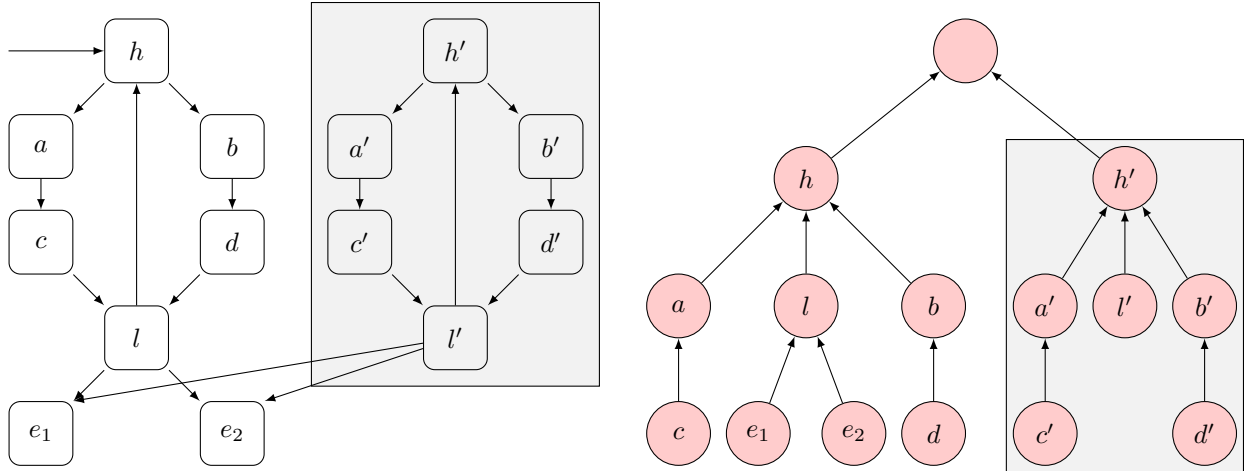 h
h′
a
b
a′
b′
c
d
c′
d′
l
l′
e₁
e₂
h
h′
a
l
b
a′
l′
b′
c
e₁
e₂
d
c′
d′